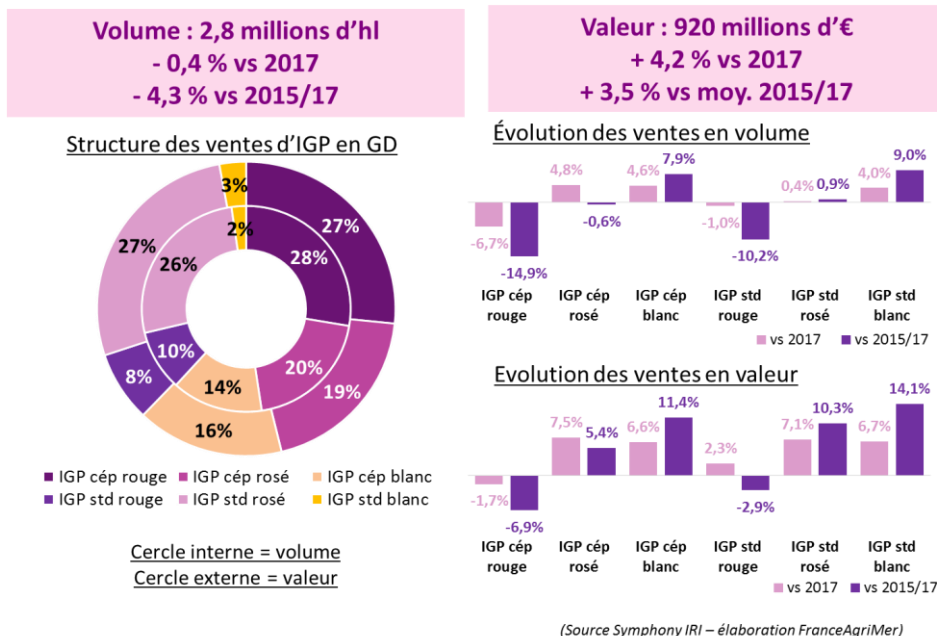 Volume : 2,8 millions d’hl
- 0,4 % vs 2017
- 4,3 % vs 2015/17
Valeur : 920 millions d’€
+ 4,2 % vs 2017
+ 3,5 % vs moy. 2015/17
Structure des ventes d’IGP en GD
3%
27%
2%
28%
27%
26%
10%
20%
8%
14%
19%
16%
IGP cép rouge IGP cép rosé IGP cép blanc
IGP std rouge IGP std rosé IGP std blanc
Cercle interne = volume
Cercle externe = valeur
Évolution des ventes en volume
-6,7% -14,9% 4,8% -0,6% 4,6% 7,9% -1,0% -10,2% 0,4% 0,9% 4,0% 9,0%
IGP cép IGP cép IGP cép IGP std IGP std IGP std
rouge rosé blanc rouge rosé blanc
vs 2017 vs 2015/17
Evolution des ventes en valeur
-1,7% -6,9% 7,5% 5,4% 6,6% 11,4% 2,3% -2,9% 7,1% 10,3% 6,7% 14,1%
IGP cép IGP cép IGP cép IGP std IGP std IGP std
rouge rosé blanc rouge rosé blanc
vs 2017 vs 2015/17
(Source Symphony IRI – élaboration FranceAgriMer)